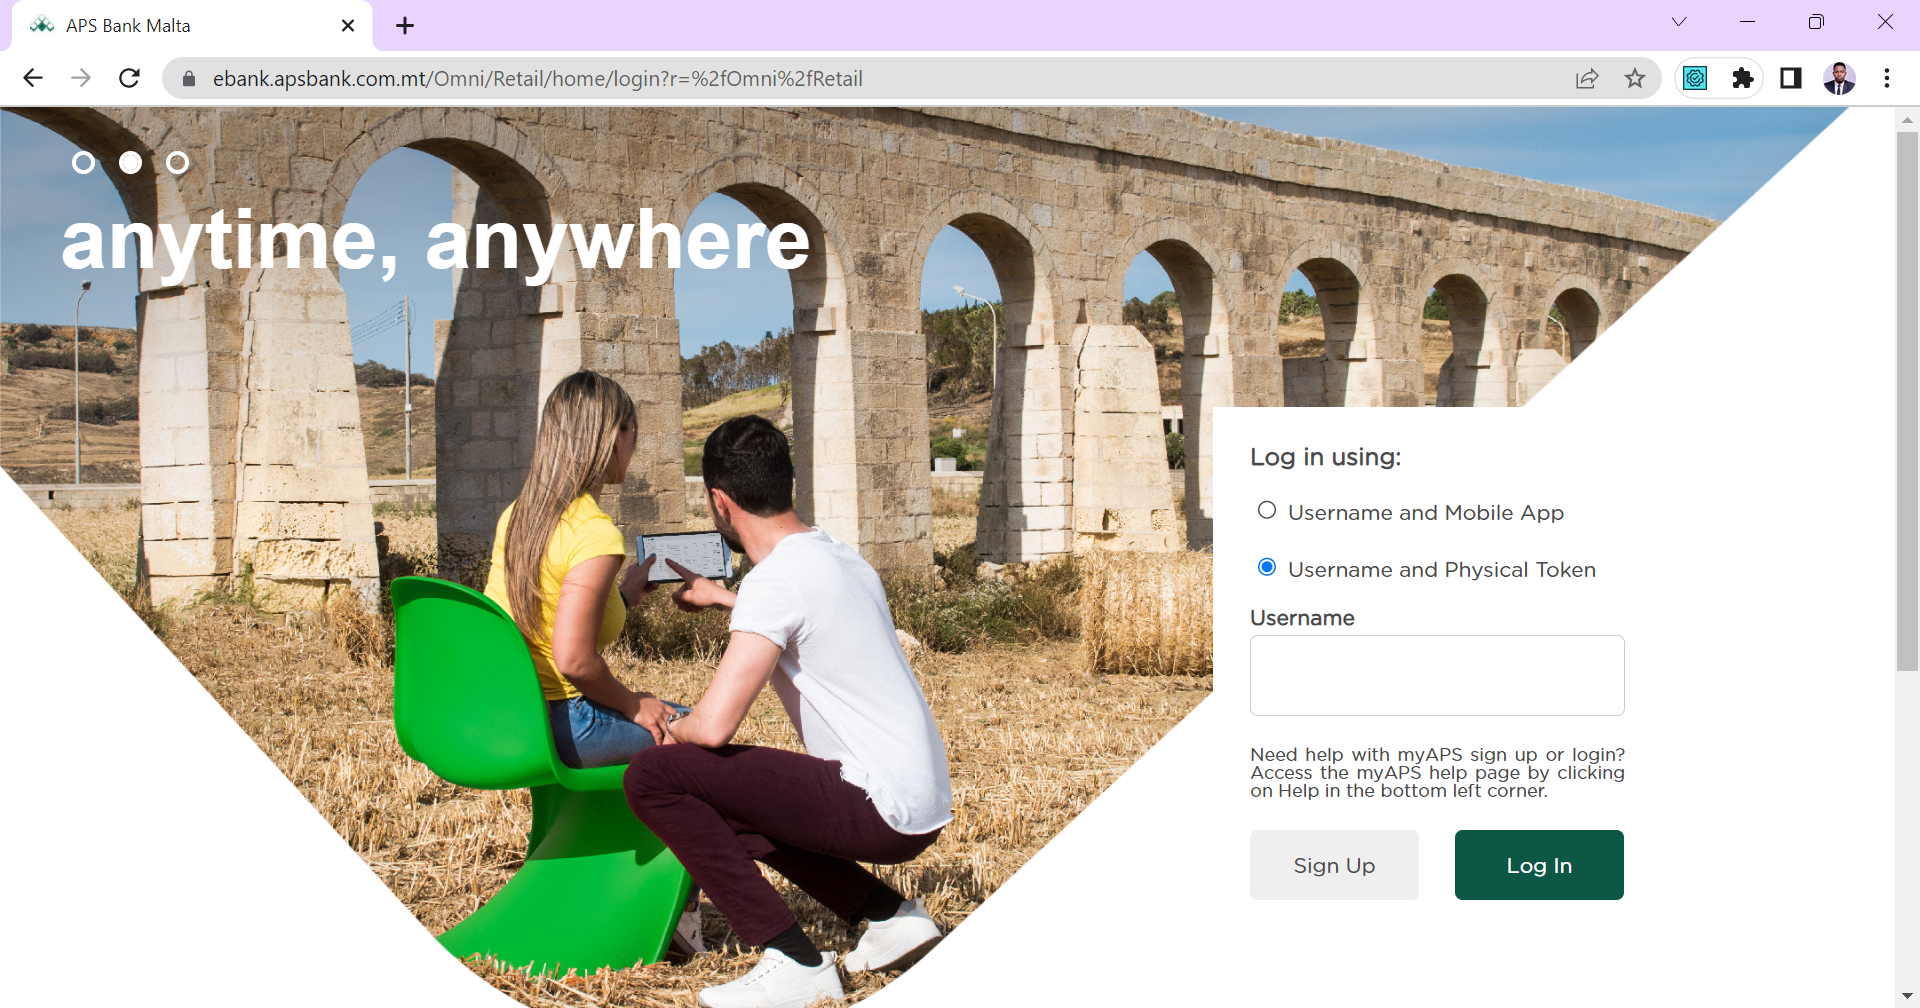 APS Bank Malta
ebank.apsbank.com.mt/Omni/Retail/home/login?r=%2fOmni%2fRetail
anytime, anywhere
Log in using:
Username and Mobile App
Username and Physical Token
Username
Need help with myAPS sign up or login?
Access the myAPS help page by clicking
on Help in the bottom left corner.
Sign Up
Log In